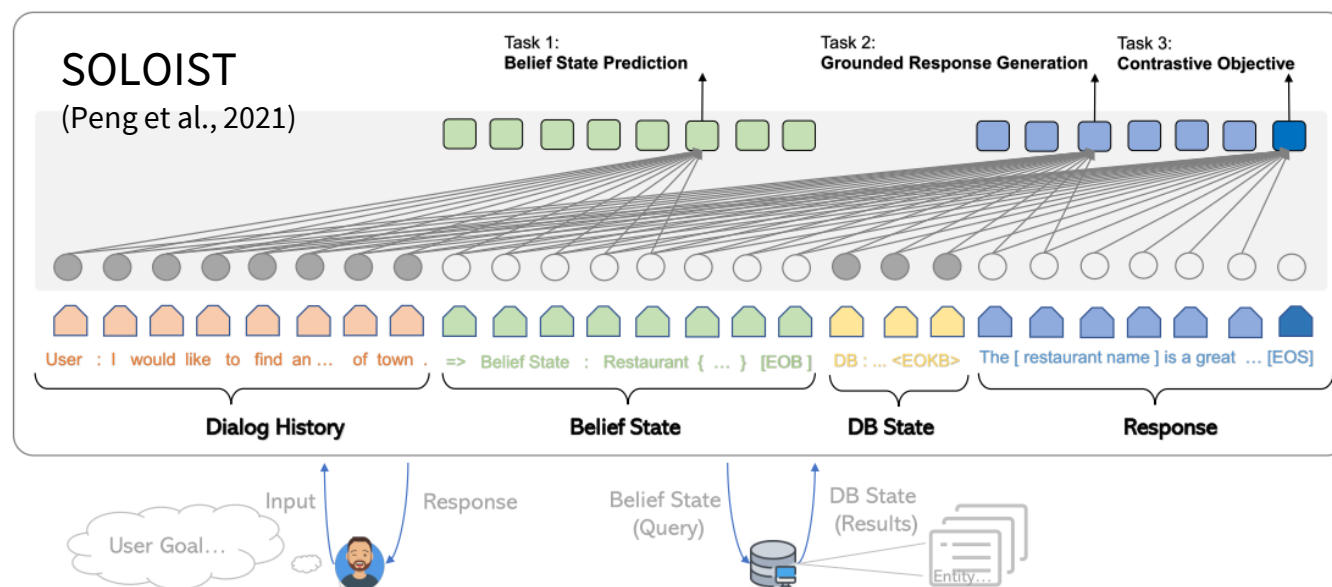 SOLOIST
(Peng et al., 2021)
Task 1:
Belief State Prediction
Task 2:
Grounded Response Generation
Task 3:
Contrastive Objective
User : I would like to find an ... of town .
=> Belief State : Restaurant { ... } [EOB ]
DB : ... <EOKB>
The [ restaurant name ] is a great ... [EOS]
Dialog History
Belief State
DB State
Response
Input
Response
User Goal...
Belief State
(Query)
DB State
(Results)
Entity...